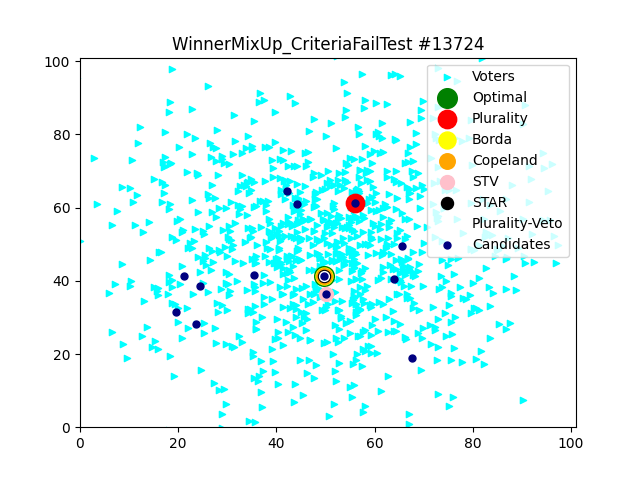 WinnerMixUp_CriteriaFailTest #13724
Voters
Optimal
Plurality
Borda
Copeland
STV
STAR
Plurality-Veto
Candidates
100
80
60
40
20
0
0 20 40 60 80 100